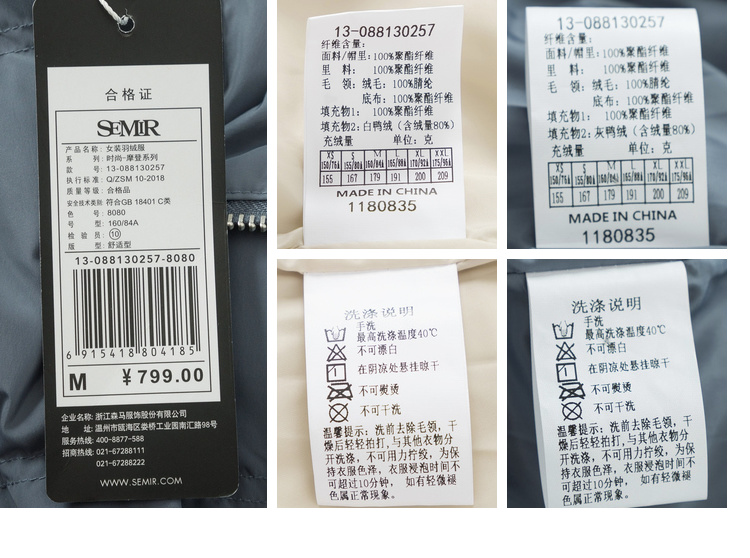 合格证
SEMIR
产品名称: 女装羽绒服
系 列: 时尚-摩登系列
款 号: 13-088130257
执行标准: Q/ZSM 10-2018
质量等级: 合格品
安全技术类别: 符合GB 18401 C类
色 号: 8080
号 型: 160/84A
检 验 员: ⑩
版 型: 舒适型
13-088130257-8080
6 915418 804185
M ¥799.00
企业名称: 浙江森马服饰股份有限公司
地 址: 温州市瓯海区娄桥工业园南汇路98号
服务热线: 400-8877-588
招商热线: 021-67288111
021-67288222
WWW.SEMIR.COM
13-088130257
纤维含量:
面料/帽里:100%聚酯纤维
里 料: 100%聚酯纤维
毛 领: 绒毛: 100%腈纶
底布: 100%聚酯纤维
填充物1: 100%聚酯纤维
填充物2: 白鸭绒 (含绒量80%)
充绒量 单位: 克
XS S M L XL XXL
150/76A 155/80A 160/84A 165/88A 170/92A 175/96A
155 167 179 191 200 209
MADE IN CHINA
1180835
13-088130257
纤维含量:
面料/帽里:100%聚酯纤维
里 料: 100%聚酯纤维
毛 领: 绒毛: 100%腈纶
底布: 100%聚酯纤维
填充物1: 100%聚酯纤维
填充物2: 灰鸭绒 (含绒量80%)
充绒量 单位: 克
XS S M L XL XXL
150/76A 155/80A 160/84A 165/88A 170/92A 175/96A
155 167 179 191 200 209
MADE IN CHINA
1180835
洗涤说明
手洗
最高洗涤温度40℃
不可漂白
在阴凉处悬挂晾干
不可熨烫
不可干洗
温馨提示: 洗前去除毛领, 干
燥后轻轻拍打, 与其他衣物分
开洗涤, 不可用力拧绞, 为保
持衣服色泽, 衣服浸泡时间不
可超过10分钟, 如有轻微褪
色属正常现象。
洗涤说明
手洗
最高洗涤温度40℃
不可漂白
在阴凉处悬挂晾干
不可熨烫
不可干洗
温馨提示: 洗前去除毛领, 干
燥后轻轻拍打, 与其他衣物分
开洗涤, 不可用力拧绞, 为保
持衣服色泽, 衣服浸泡时间不
可超过10分钟, 如有轻微褪
色属正常现象。